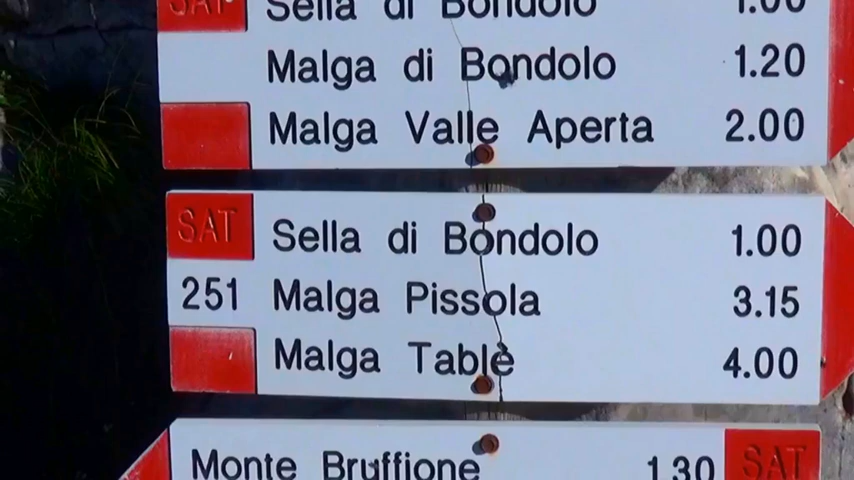 SAT Sella di Bondolo 1.00
Malga di Bondolo 1.20
Malga Valle Aperta 2.00
SAT Sella di Bondolo 1.00
251 Malga Pissola 3.15
Malga Tablè 4.00
Monte Bruffione 1.30 SAT